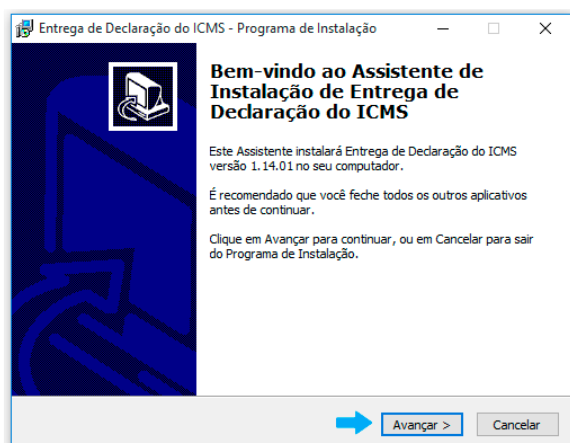 Entrega de Declaração do ICMS - Programa de Instalação
Bem-vindo ao Assistente de
Instalação de Entrega de
Declaração do ICMS
Este Assistente instalará Entrega de Declaração do ICMS
versão 1.14.01 no seu computador.
É recomendado que você feche todos os outros aplicativos
antes de continuar.
Clique em Avançar para continuar, ou em Cancelar para sair
do Programa de Instalação.
Avançar >
Cancelar